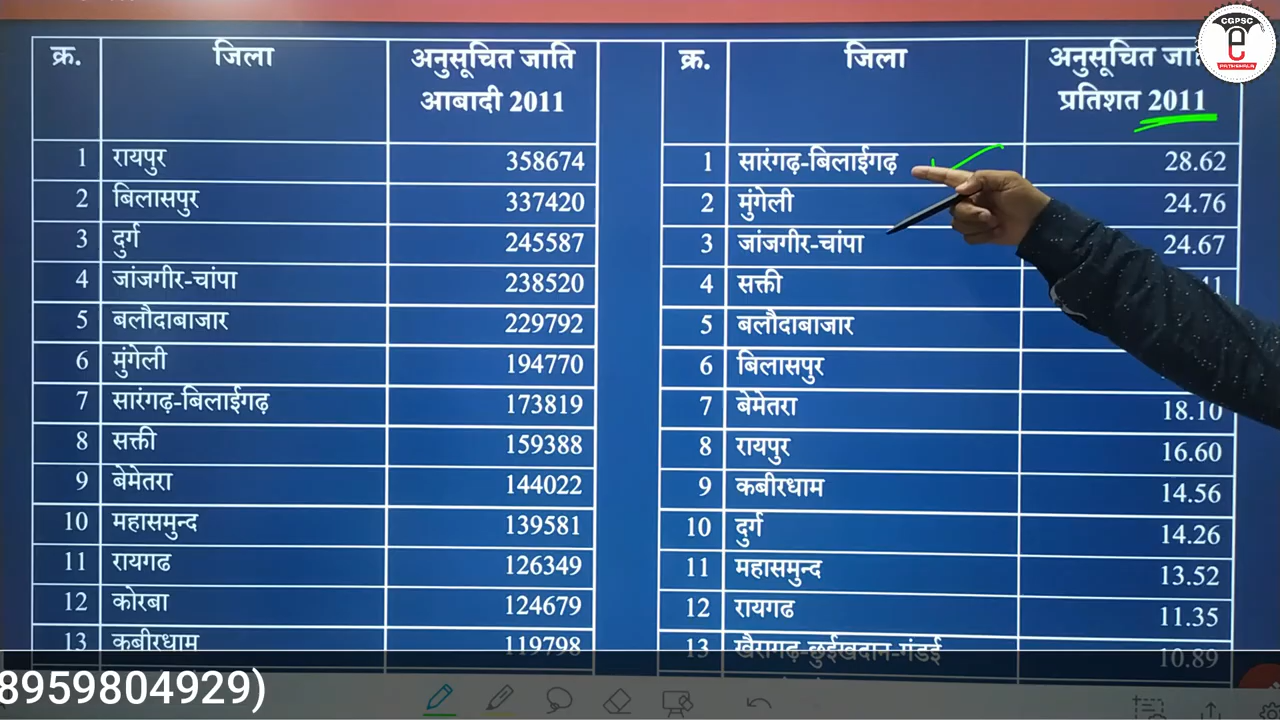 CGPSC
e
PATHSHALA
क्र. जिला अनुसूचित जाति आबादी 2011
1 रायपुर 358674
2 बिलासपुर 337420
3 दुर्ग 245587
4 जांजगीर-चांपा 238520
5 बलौदाबाजार 229792
6 मुंगेली 194770
7 सारंगढ़-बिलाईगढ़ 173819
8 सक्ती 159388
9 बेमेतरा 144022
10 महासमुन्द 139581
11 रायगढ 126349
12 कोरबा 124679
13 कबीरधाम 119798
क्र. जिला अनुसूचित प्रतिशत 2011
1 सारंगढ़-बिलाईगढ़ 28.62
2 मुंगेली 24.76
3 जांजगीर-चांपा 24.67
4 सक्ती
5 बलौदाबाजार
6 बिलासपुर
7 बेमेतरा 18.10
8 रायपुर 16.60
9 कबीरधाम 14.56
10 दुर्ग 14.26
11 महासमुन्द 13.52
12 रायगढ 11.35
13 खैरागढ़-छुईखदान-गंडई 10.89
8959804929)